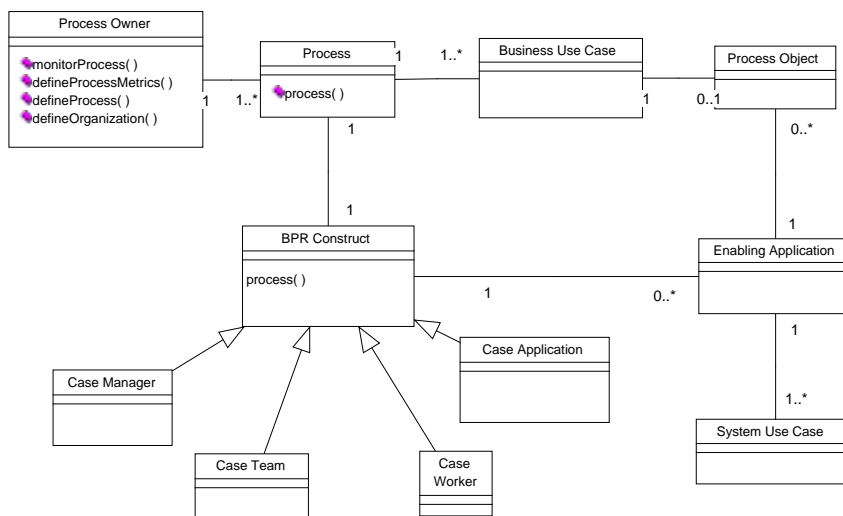 Process Owner
monitorProcess( )
defineProcessMetrics( )
defineProcess( )
defineOrganization( )
1
1..*
Process
process( )
1
1..*
Business Use Case
1
0..1
Process Object
0..*
1
1
1
BPR Construct
process( )
1
0..*
Enabling Application
1
1..*
System Use Case
Case Manager
Case Team
Case
Worker
Case Application